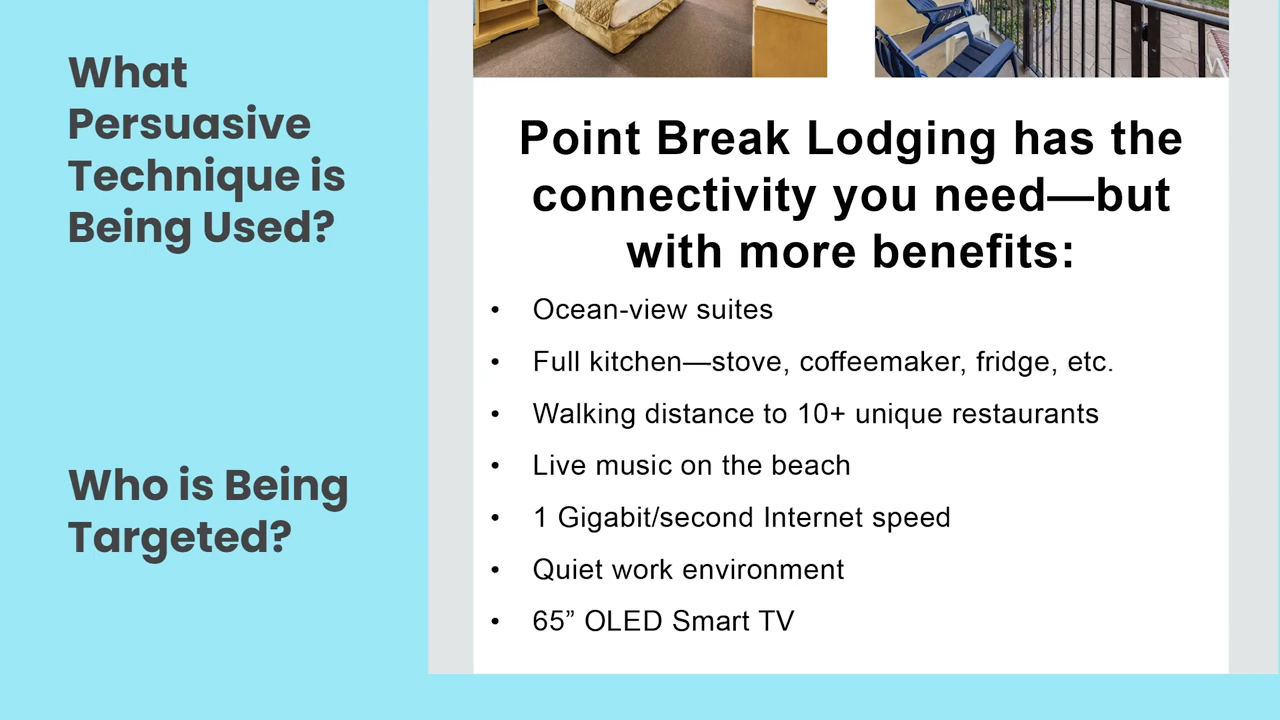 What
Persuasive
Technique is
Being Used?
Who is Being
Targeted?
Point Break Lodging has the
connectivity you need—but
with more benefits:
• Ocean-view suites
• Full kitchen—stove, coffeemaker, fridge, etc.
• Walking distance to 10+ unique restaurants
• Live music on the beach
• 1 Gigabit/second Internet speed
• Quiet work environment
• 65” OLED Smart TV